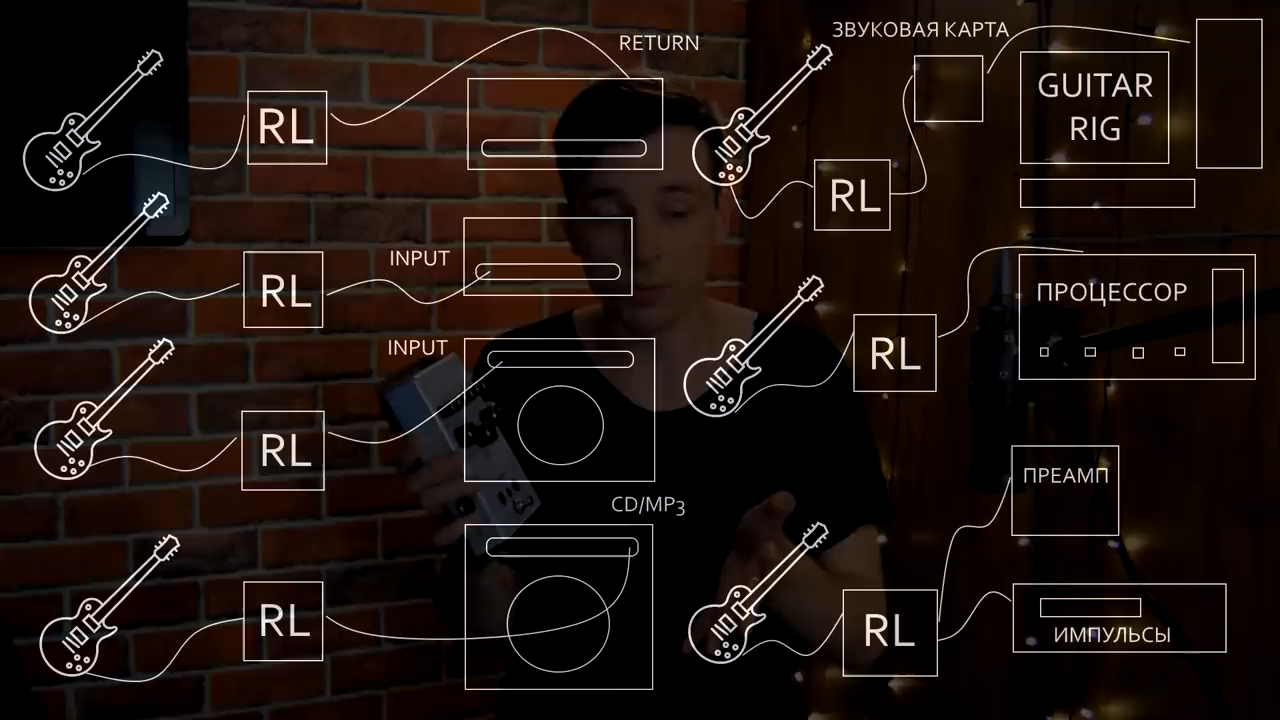 RETURN
RL
INPUT
RL
INPUT
RL
CD/MP3
RL
ЗВУКОВАЯ КАРТА
GUITAR
RIG
RL
ПРОЦЕССОР
RL
ПРЕАМП
RL
ИМПУЛЬСЫ